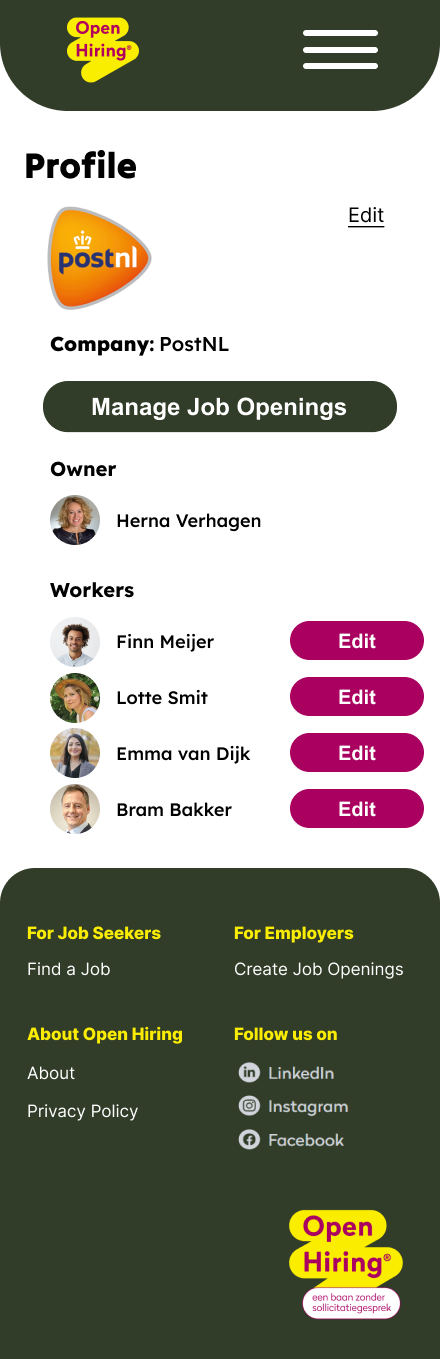 Open
Hiring®
Profile
Edit
postnl
Company: PostNL
Manage Job Openings
Owner
Herna Verhagen
Workers
Finn Meijer
Edit
Lotte Smit
Edit
Emma van Dijk
Edit
Bram Bakker
Edit
For Job Seekers
Find a Job
For Employers
Create Job Openings
About Open Hiring
About
Privacy Policy
Follow us on
in LinkedIn
Instagram
Facebook
Open
Hiring®
een baan zonder
sollicitatiegesprek